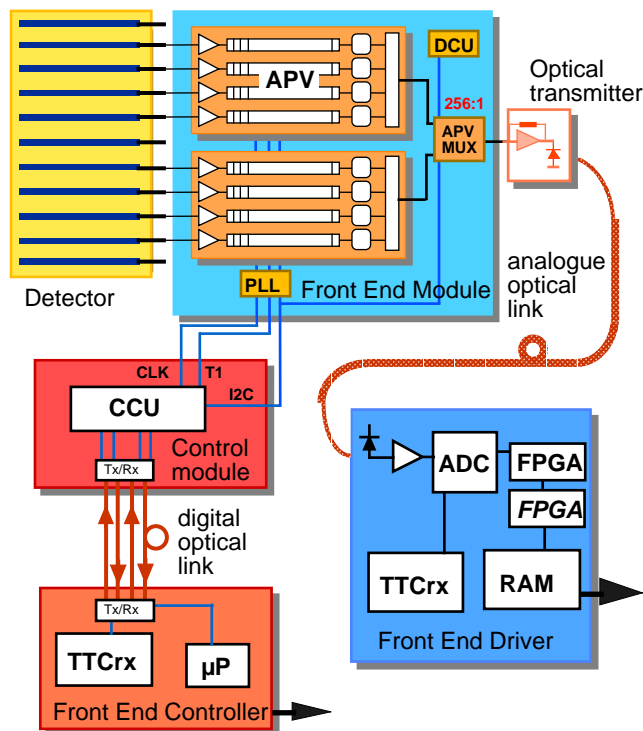 DCU
APV
256:1
APV
MUX
Optical
transmitter
PLL
Front End Module
Detector
analogue
optical
link
CLK
T1
I2C
CCU
Control
module
Tx/Rx
digital
optical
link
Tx/Rx
TTCrx
µP
Front End Controller
ADC
FPGA
FPGA
TTCrx
RAM
Front End Driver